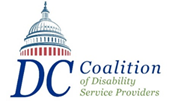 DC Coalition
of Disability
Service Providers